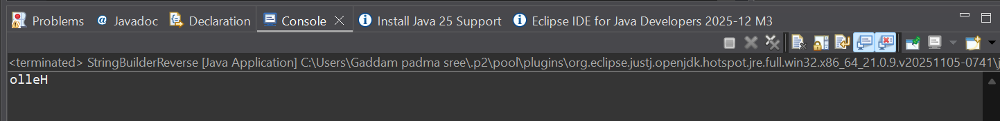 Problems @ Javadoc Declaration Console Install Java 25 Support Eclipse IDE for Java Developers 2025-12 M3
<terminated> StringBuilderReverse [Java Application] C:\Users\Gaddam padma sree\.p2\pool\plugins\org.eclipse.justj.openjdk.hotspot.jre.full.win32.x86_64_21.0.9.v20251105-0741\j
olleH